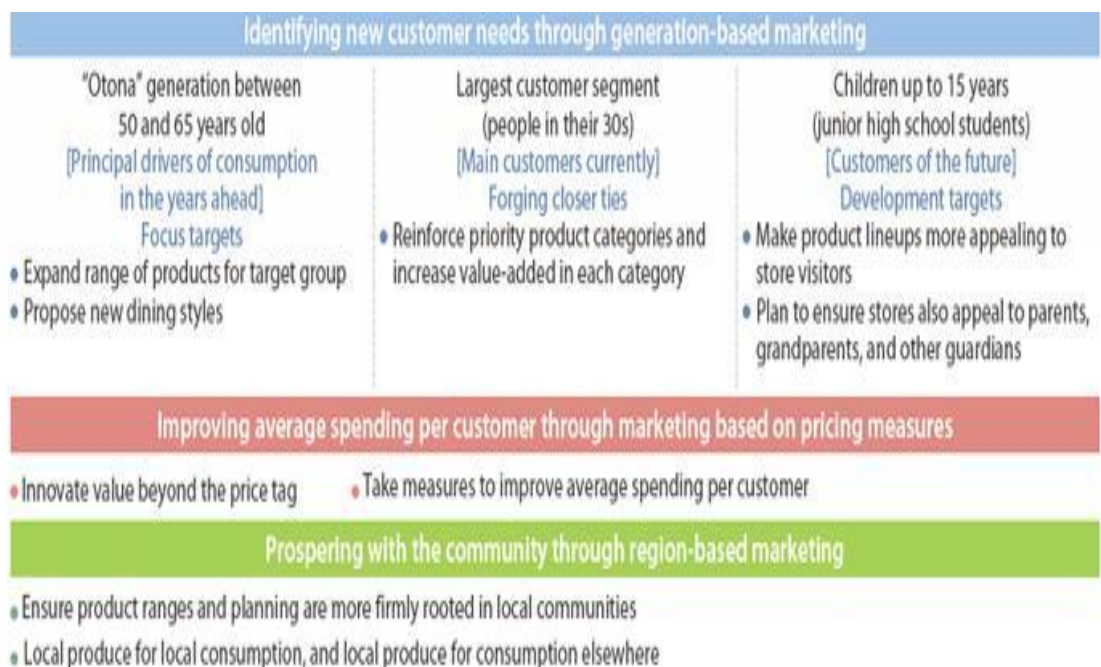 Identifying new customer needs through generation-based marketing
"Otona" generation between
50 and 65 years old
[Principal drivers of consumption
in the years ahead]
Focus targets
• Expand range of products for target group
• Propose new dining styles
Largest customer segment
(people in their 30s)
[Main customers currently]
Forging closer ties
• Reinforce priority product categories and
increase value-added in each category
Children up to 15 years
(junior high school students)
[Customers of the future]
Development targets
• Make product lineups more appealing to
store visitors
• Plan to ensure stores also appeal to parents,
grandparents, and other guardians
Improving average spending per customer through marketing based on pricing measures
• Innovate value beyond the price tag
• Take measures to improve average spending per customer
Prospering with the community through region-based marketing
• Ensure product ranges and planning are more firmly rooted in local communities
• Local produce for local consumption, and local produce for consumption elsewhere